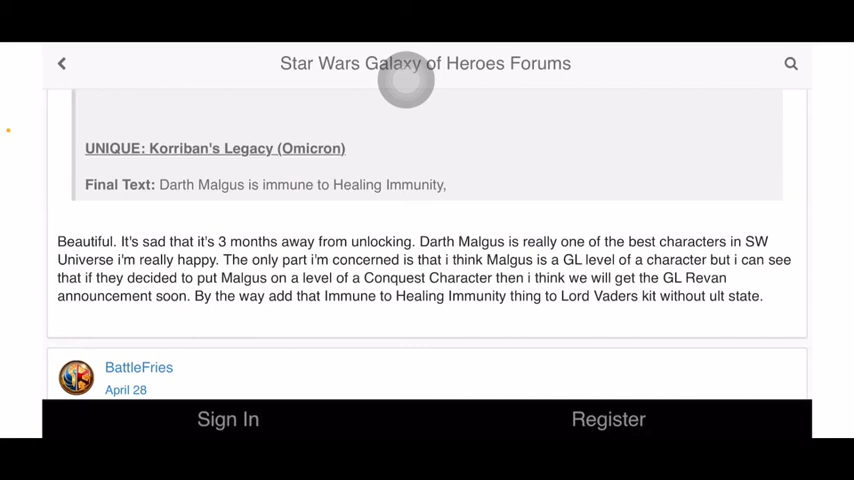 Star Wars Galaxy of Heroes Forums
UNIQUE: Korriban's Legacy (Omicron)
Final Text: Darth Malgus is immune to Healing Immunity,
Beautiful. It's sad that it's 3 months away from unlocking. Darth Malgus is really one of the best characters in SW
Universe i'm really happy. The only part i'm concerned is that i think Malgus is a GL level of a character but i can see
that if they decided to put Malgus on a level of a Conquest Character then i think we will get the GL Revan
announcement soon. By the way add that Immune to Healing Immunity thing to Lord Vaders kit without ult state.
BattleFries
April 28
Sign In
Register